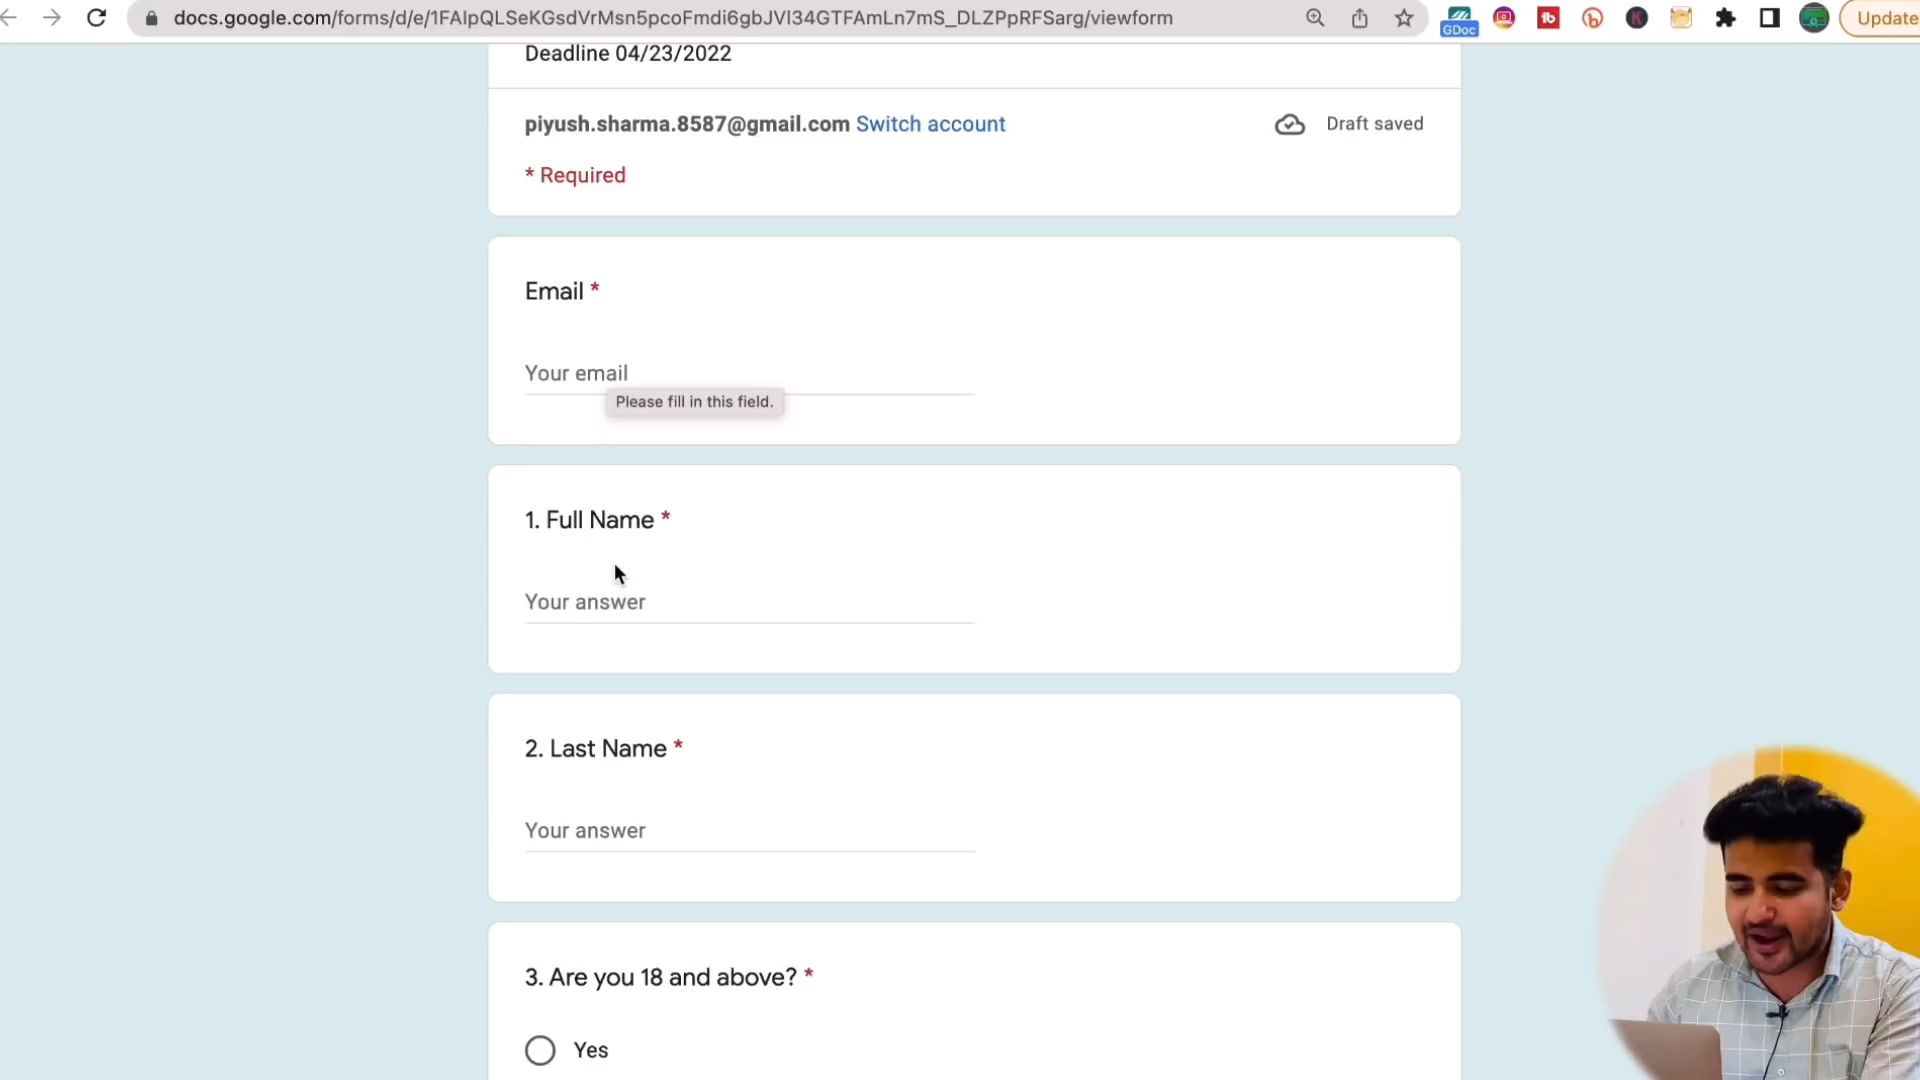 docs.google.com/forms/d/e/1FAIpQLSeKGsdVrMsn5pcoFmdi6gbJVl34GTFAmLn7mS_DLZPpRFSarg/viewform
GDoc
Update
Deadline 04/23/2022
piyush.sharma.8587@gmail.com Switch account
Draft saved
* Required
Email *
Your email
Please fill in this field.
1. Full Name *
Your answer
2. Last Name *
Your answer
3. Are you 18 and above? *
Yes